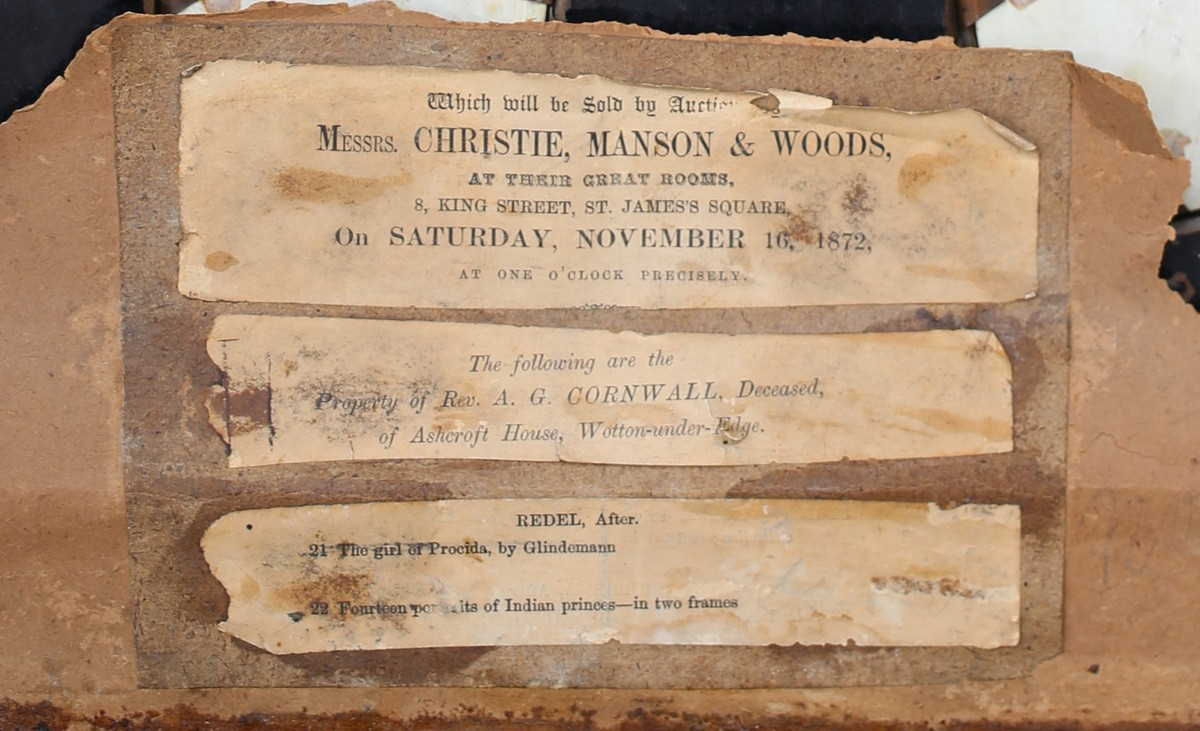 Which will be Sold by Auction by
MESSRS. CHRISTIE, MANSON & WOODS,
AT THEIR GREAT ROOMS,
8, KING STREET, ST. JAMES'S SQUARE,
On SATURDAY, NOVEMBER 16, 1872,
AT ONE O'CLOCK PRECISELY.
The following are the
Property of Rev. A. G. CORNWALL, Deceased,
of Ashcroft House, Wotton-under-Edge.
REDEL, After.
21 The girl of Procida, by Glindemann
22 Fourteen portraits of Indian princes—in two frames